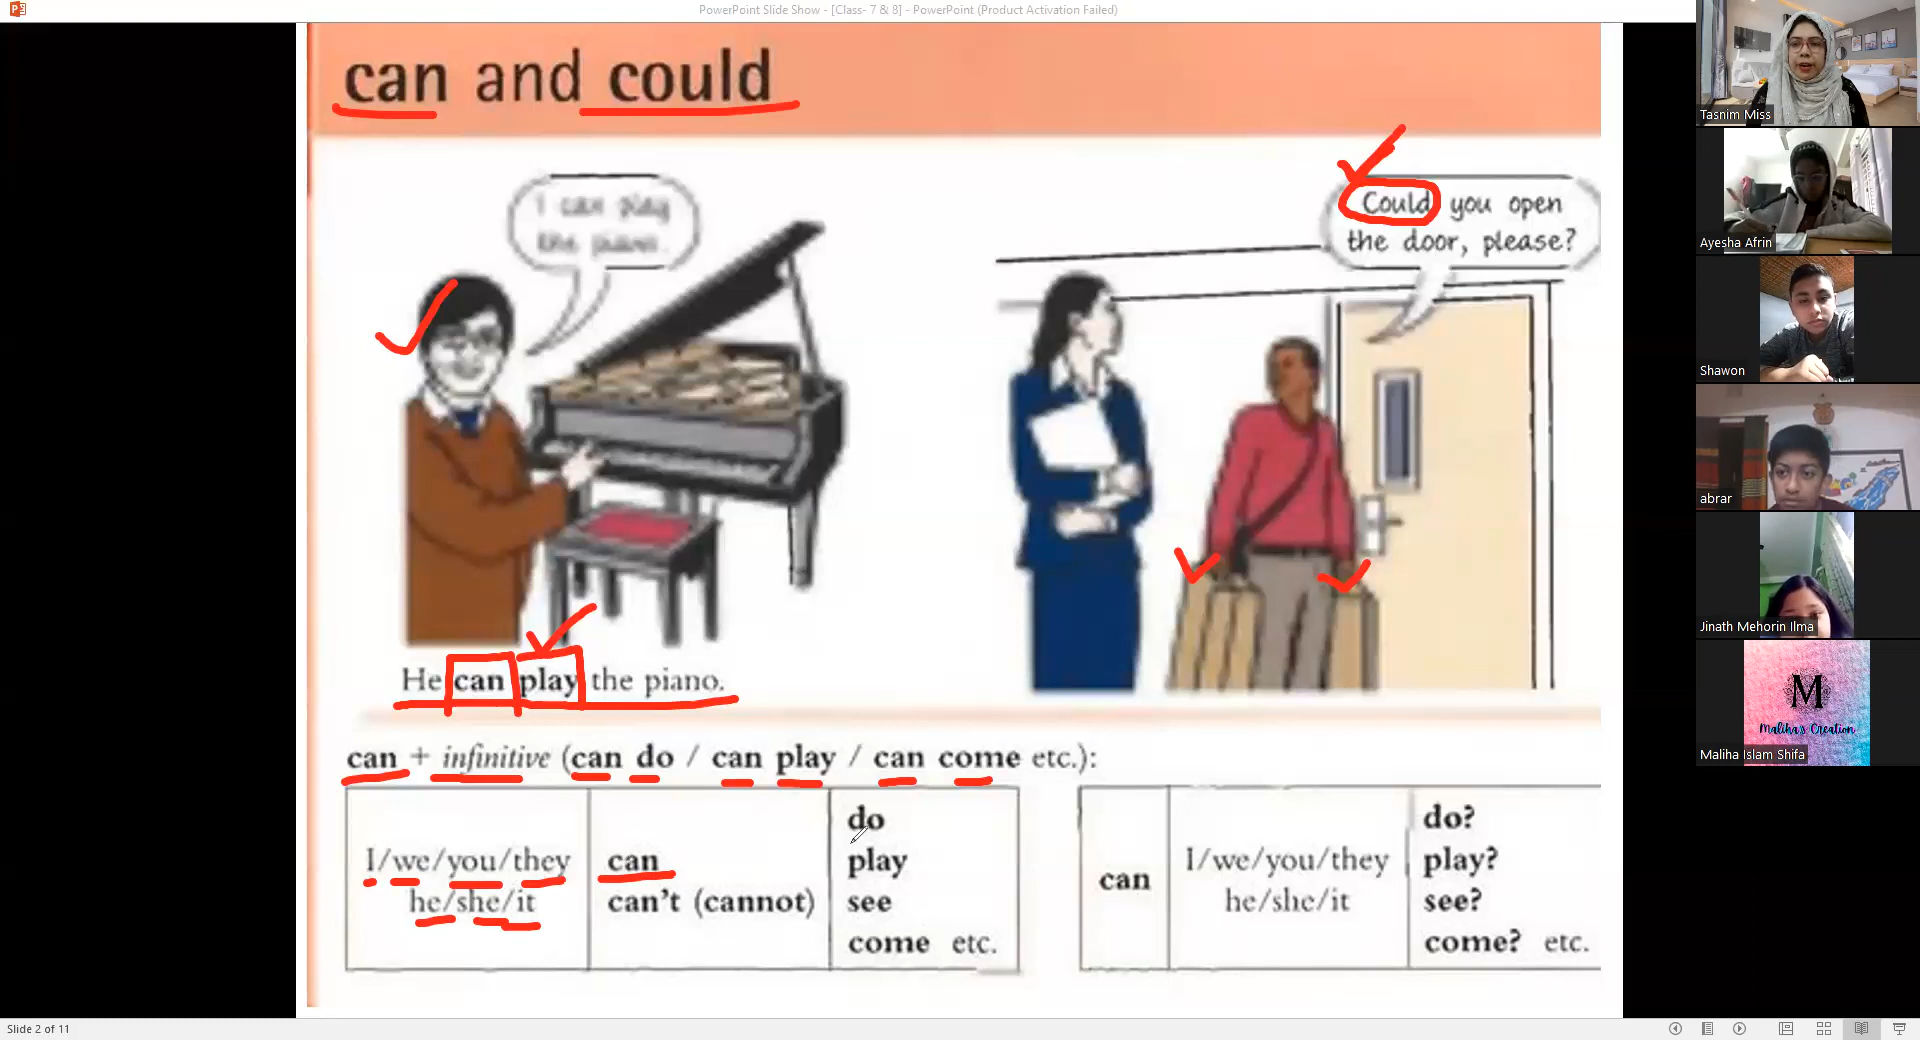 PowerPoint Slide Show - [Class- 7 & 8] - PowerPoint (Product Activation Failed)
can and could
I can play
the piano.
Could you open
the door, please?
He can play the piano.
can + infinitive (can do / can play / can come etc.):
I/we/you/they
he/she/it
can
can't (cannot)
do
play
see
come etc.
can
I/we/you/they
he/she/it
do?
play?
see?
come? etc.
Tasnim Miss
Ayesha Afrin
Shawon
abrar
Jinath Mehorin Ilma
M
Maliha's Creation
Maliha Islam Shifa
Slide 2 of 11